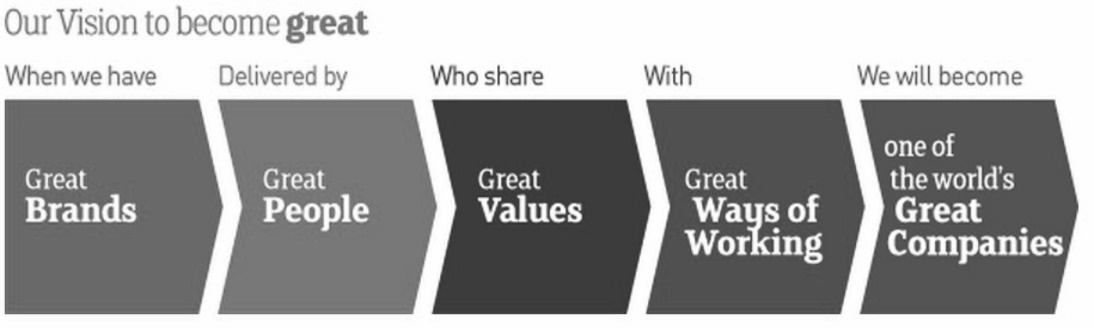 Our Vision to become great
When we have
Great
Brands
Delivered by
Great
People
Who share
Great
Values
With
Great
Ways of
Working
We will become
one of
the world's
Great
Companies